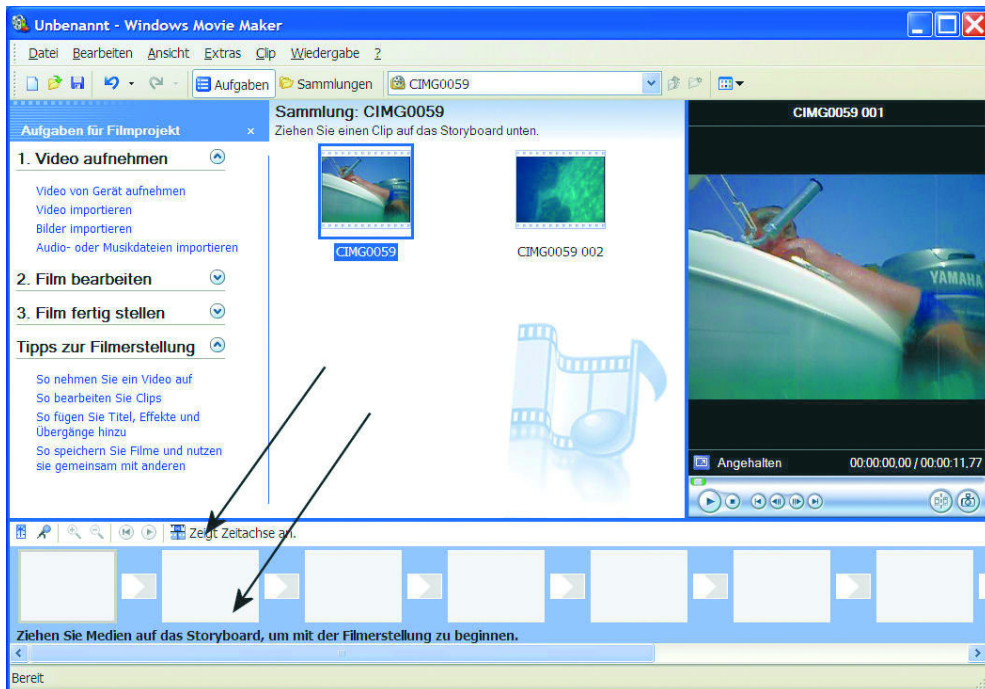 Unbenannt - Windows Movie Maker
Datei Bearbeiten Ansicht Extras Clip Wiedergabe ?
Aufgaben Sammlungen CIMG0059
Aufgaben für Filmprojekt
1. Video aufnehmen
Video von Gerät aufnehmen
Video importieren
Bilder importieren
Audio- oder Musikdateien importieren
2. Film bearbeiten
3. Film fertig stellen
Tipps zur Filmerstellung
So nehmen Sie ein Video auf
So bearbeiten Sie Clips
So fügen Sie Titel, Effekte und
Übergänge hinzu
So speichern Sie Filme und nutzen
sie gemeinsam mit anderen
Sammlung: CIMG0059
Ziehen Sie einen Clip auf das Storyboard unten.
CIMG0059
CIMG0059 002
CIMG0059 001
YAMAHA
Angehalten 00:00:00,00 / 00:00:11,77
Zeigt Zeitachse an.
Ziehen Sie Medien auf das Storyboard, um mit der Filmerstellung zu beginnen.
Bereit